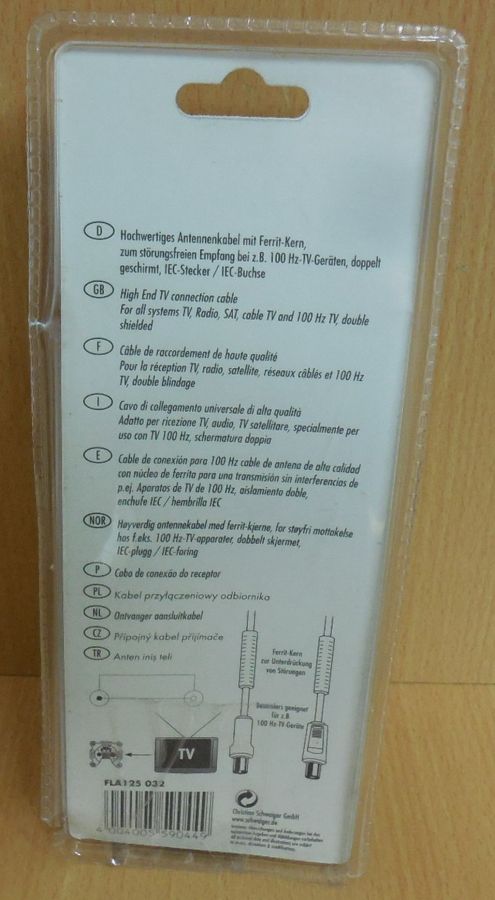 D
Hochwertiges Antennenkabel mit Ferrit-Kern,
zum störungsfreien Empfang bei z.B. 100 Hz-TV-Geräten, doppelt
geschirmt, IEC-Stecker / IEC-Buchse
GB
High End TV connection cable
For all systems TV, Radio, SAT, cable TV and 100 Hz TV, double
shielded
F
Câble de raccordement de haute qualité
Pour la réception TV, radio, satellite, réseaux câblés et 100 Hz
TV, double blindage
I
Cavo di collegamento universale di alta qualità
Adatto per ricezione TV, audio, TV satellitare, specialmente per
uso con TV 100 Hz, schermatura doppia
E
Cable de conexión para 100 Hz cable de antena de alta calidad
con núcleo de ferrita para una transmisión sin interferencias de
p.ej. Aparatos de TV de 100 Hz, aislamiento doble,
enchufe IEC / hembrilla IEC
NOR
Høyverdig antennekabel med ferrit-kjerne, for støyfri mottakelse
hos f.eks. 100 Hz-TV-apparater, dobbelt skjermet,
IEC-plugg / IEC-foring
P
Cabo de conexão do receptor
PL
Kabel przyłączeniowy odbiornika
NL
Ontvanger aansluitkabel
CZ
Přípojný kabel přijímače
TR
Anten iniş teli
Ferrit-Kern
zur Unterdrückung
von Störungen
Besonders geeignet
für z.B.
100 Hz-TV-Geräte
TV
FLA125 032
4 004005 590449
Christian Schwaiger GmbH
www.schwaiger.de